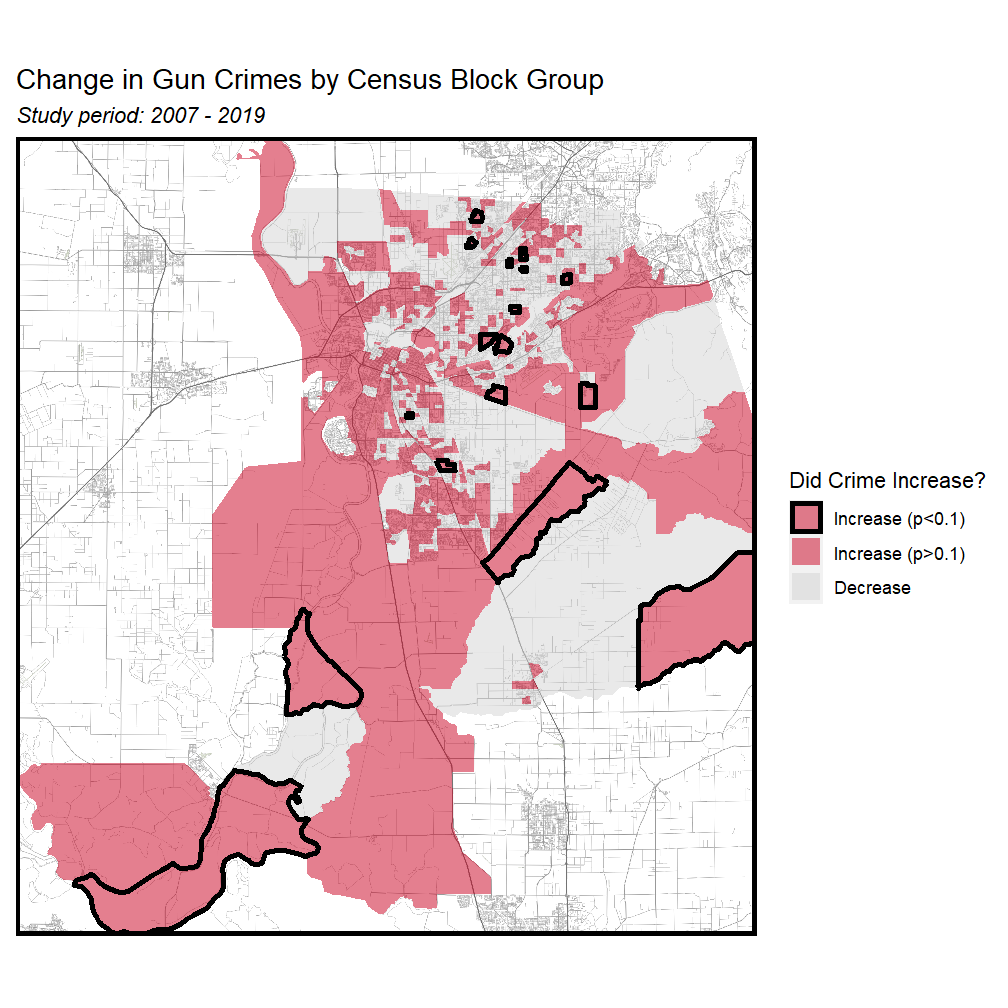 Change in Gun Crimes by Census Block Group
Study period: 2007 - 2019
Did Crime Increase?
Increase (p<0.1)
Increase (p>0.1)
Decrease